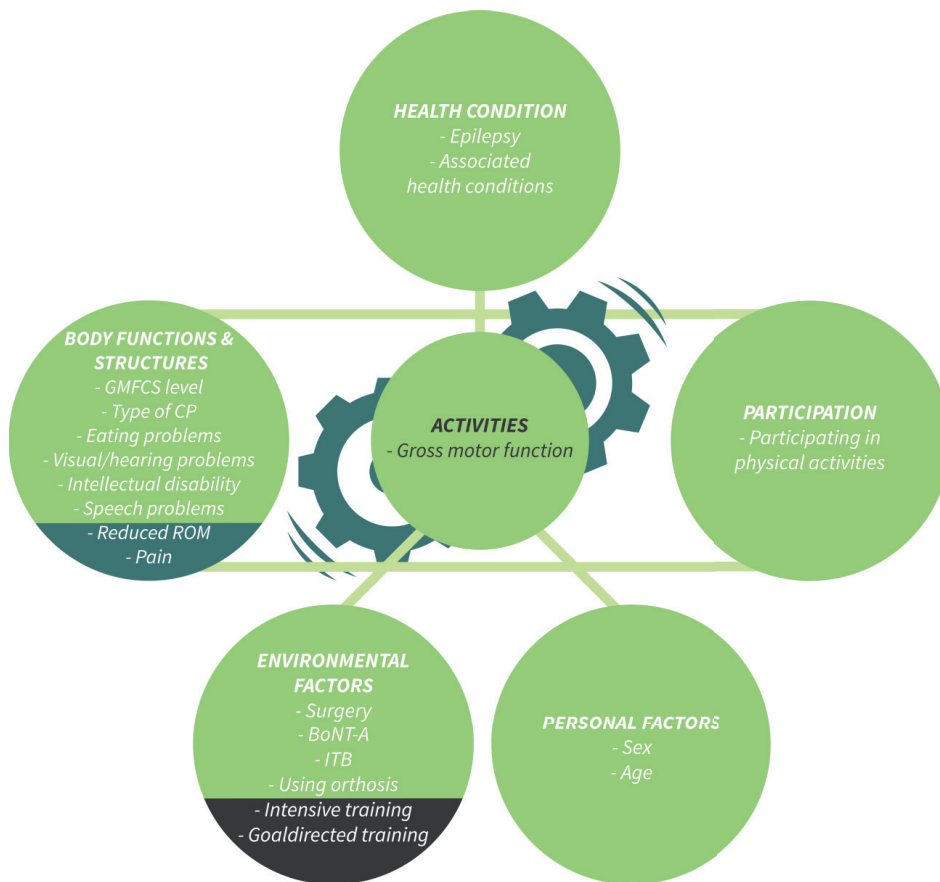 HEALTH CONDITION
- Epilepsy
- Associated
health conditions
BODY FUNCTIONS &
STRUCTURES
- GMFCS level
- Type of CP
- Eating problems
- Visual/hearing problems
- Intellectual disability
- Speech problems
- Reduced ROM
- Pain
ACTIVITIES
- Gross motor function
PARTICIPATION
- Participating in
physical activities
ENVIRONMENTAL
FACTORS
- Surgery
- BoNT-A
- ITB
- Using orthosis
- Intensive training
- Goaldirected training
PERSONAL FACTORS
- Sex
- Age